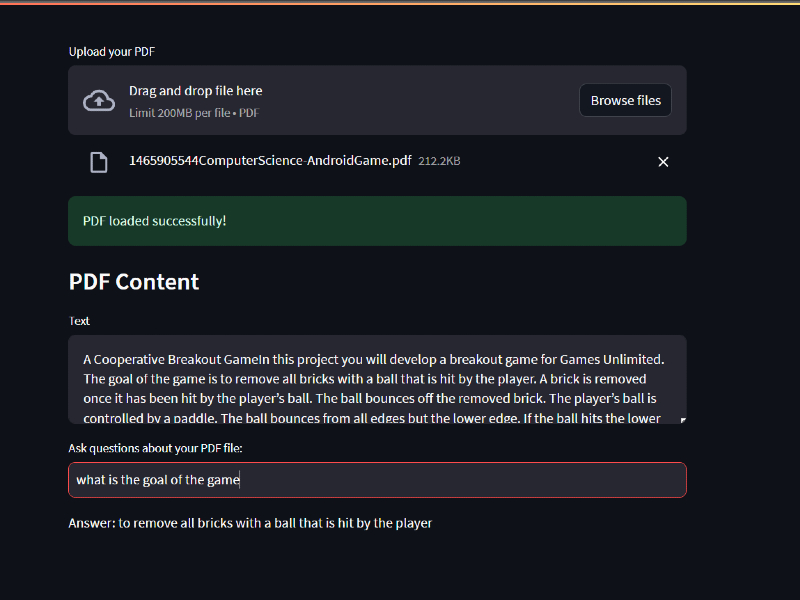 Upload your PDF
Drag and drop file here
Limit 200MB per file • PDF
Browse files
1465905544ComputerScience-AndroidGame.pdf 212.2KB
PDF loaded successfully!
PDF Content
Text
A Cooperative Breakout GameIn this project you will develop a breakout game for Games Unlimited.
The goal of the game is to remove all bricks with a ball that is hit by the player. A brick is removed
once it has been hit by the player’s ball. The ball bounces off the removed brick. The player’s ball is
controlled by a paddle. The ball bounces from all edges but the lower edge. If the ball hits the lower
Ask questions about your PDF file:
what is the goal of the game
Answer: to remove all bricks with a ball that is hit by the player